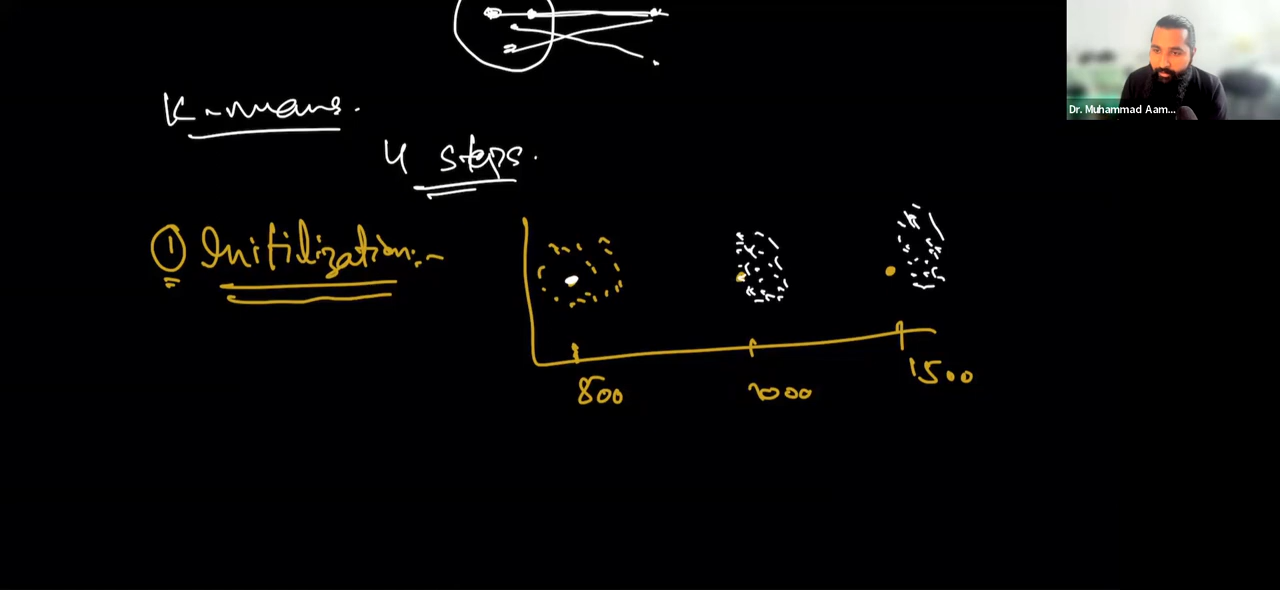 K-means.
4 steps.
① Initilization:-
800 1000 1500
Dr. Muhammad Aam...